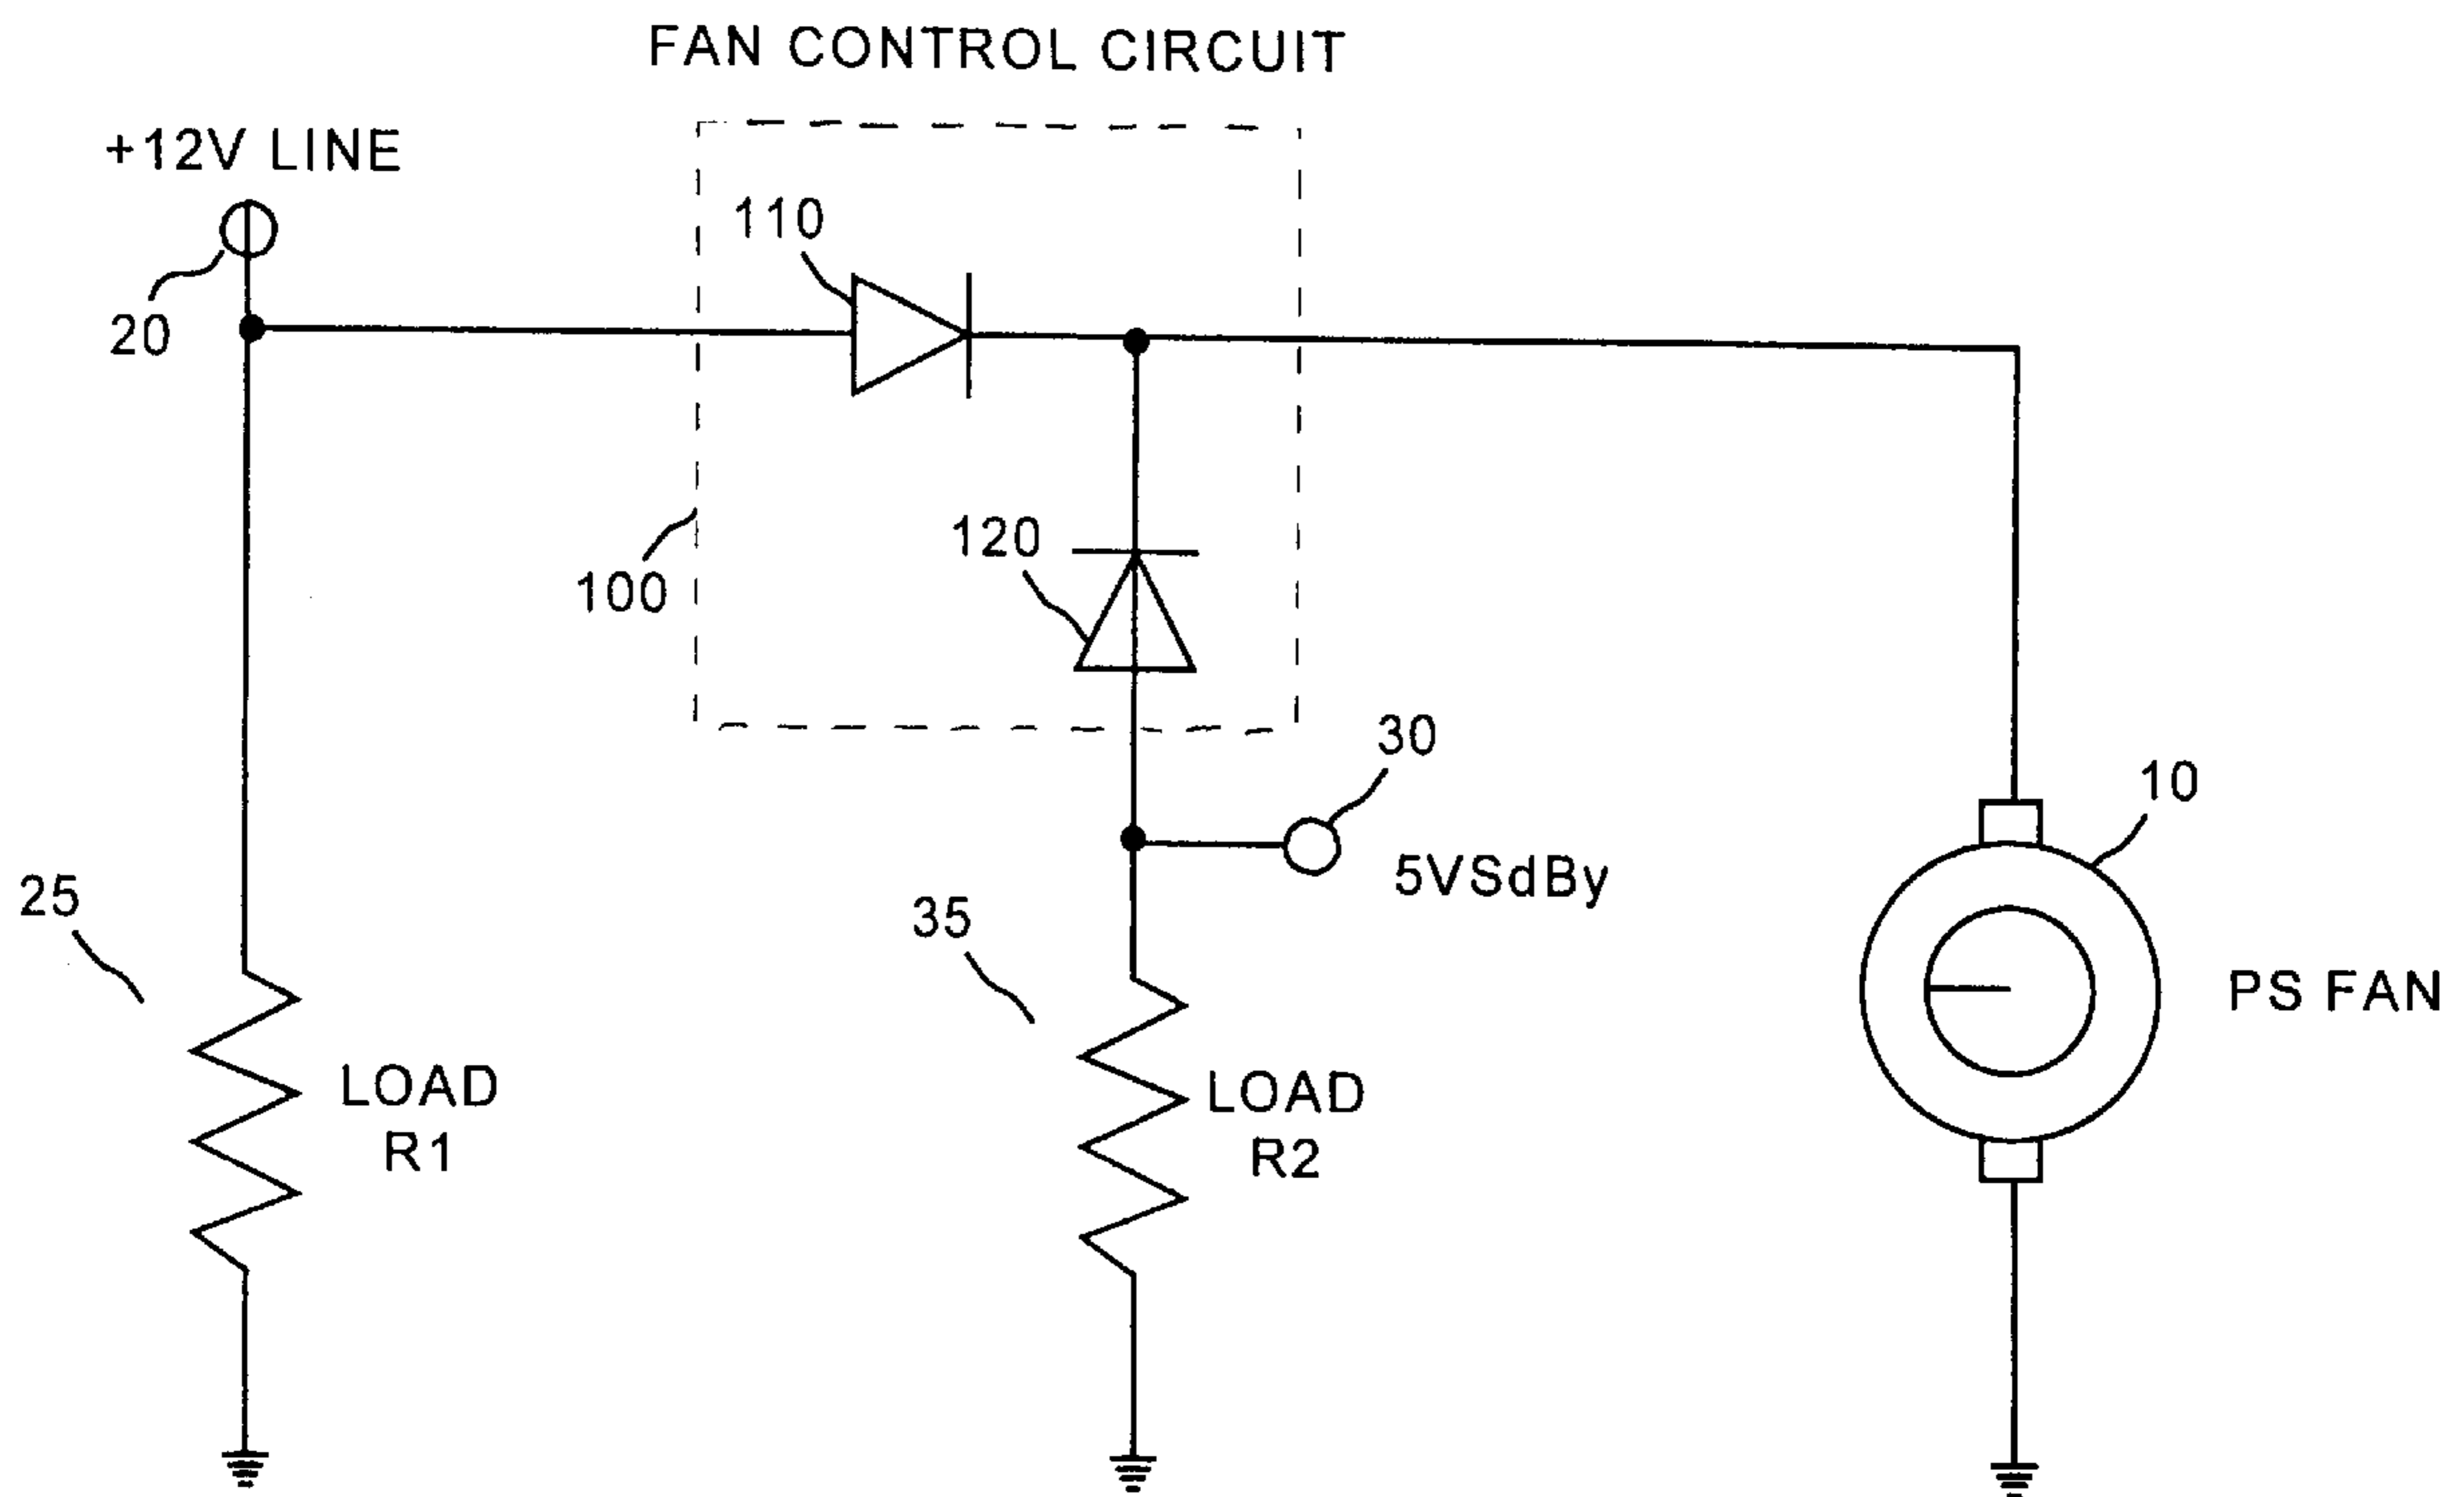 FAN CONTROL CIRCUIT
+12V LINE
110
20
120
100
30
10
25
5VSdBy
35
PS FAN
LOAD
R1
LOAD
R2